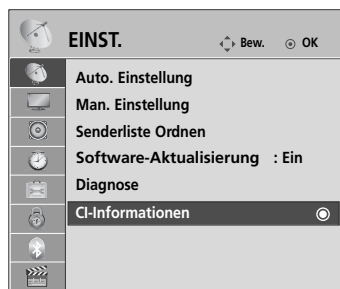 EINST. Bew. OK
Auto. Einstellung
Man. Einstellung
Senderliste Ordnen
Software-Aktualisierung : Ein
Diagnose
CI-Informationen